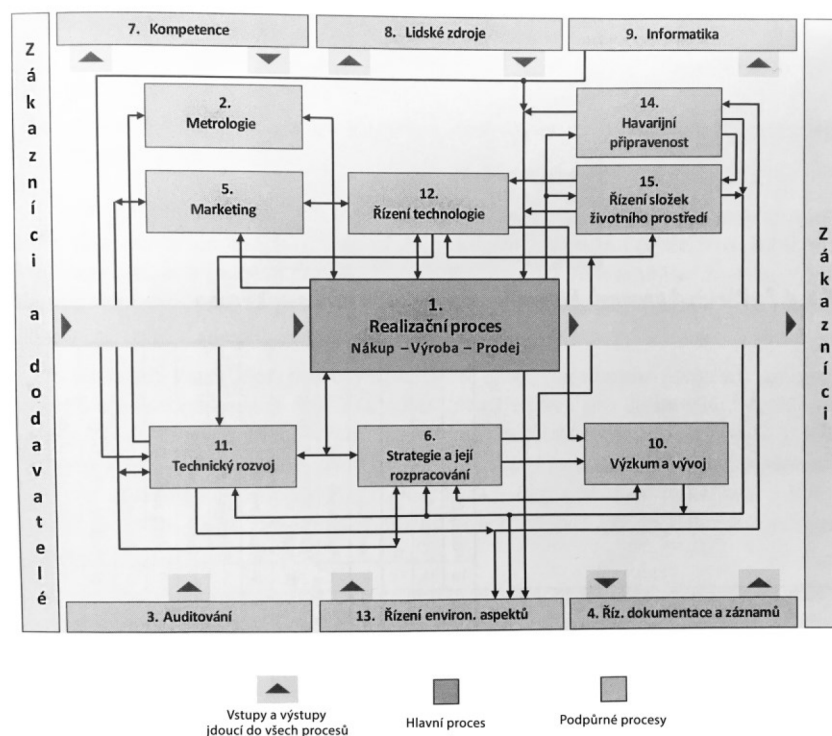 7. Kompetence
8. Lidské zdroje
9. Informatika
Zákazníci a dodavatelé
Zákazníci
2.
Metrologie
14.
Havarijní
připravenost
5.
Marketing
12.
Řízení technologie
15.
Řízení složek
životního prostředí
1.
Realizační proces
Nákup –Výroba – Prodej
11.
Technický rozvoj
6.
Strategie a její
rozpracování
10.
Výzkum a vývoj
3. Auditování
13. Řízení environ. aspektů
4. Říz. dokumentace a záznamů
Vstupy a výstupy
jdoucí do všech procesů
Hlavní proces
Podpůrné procesy